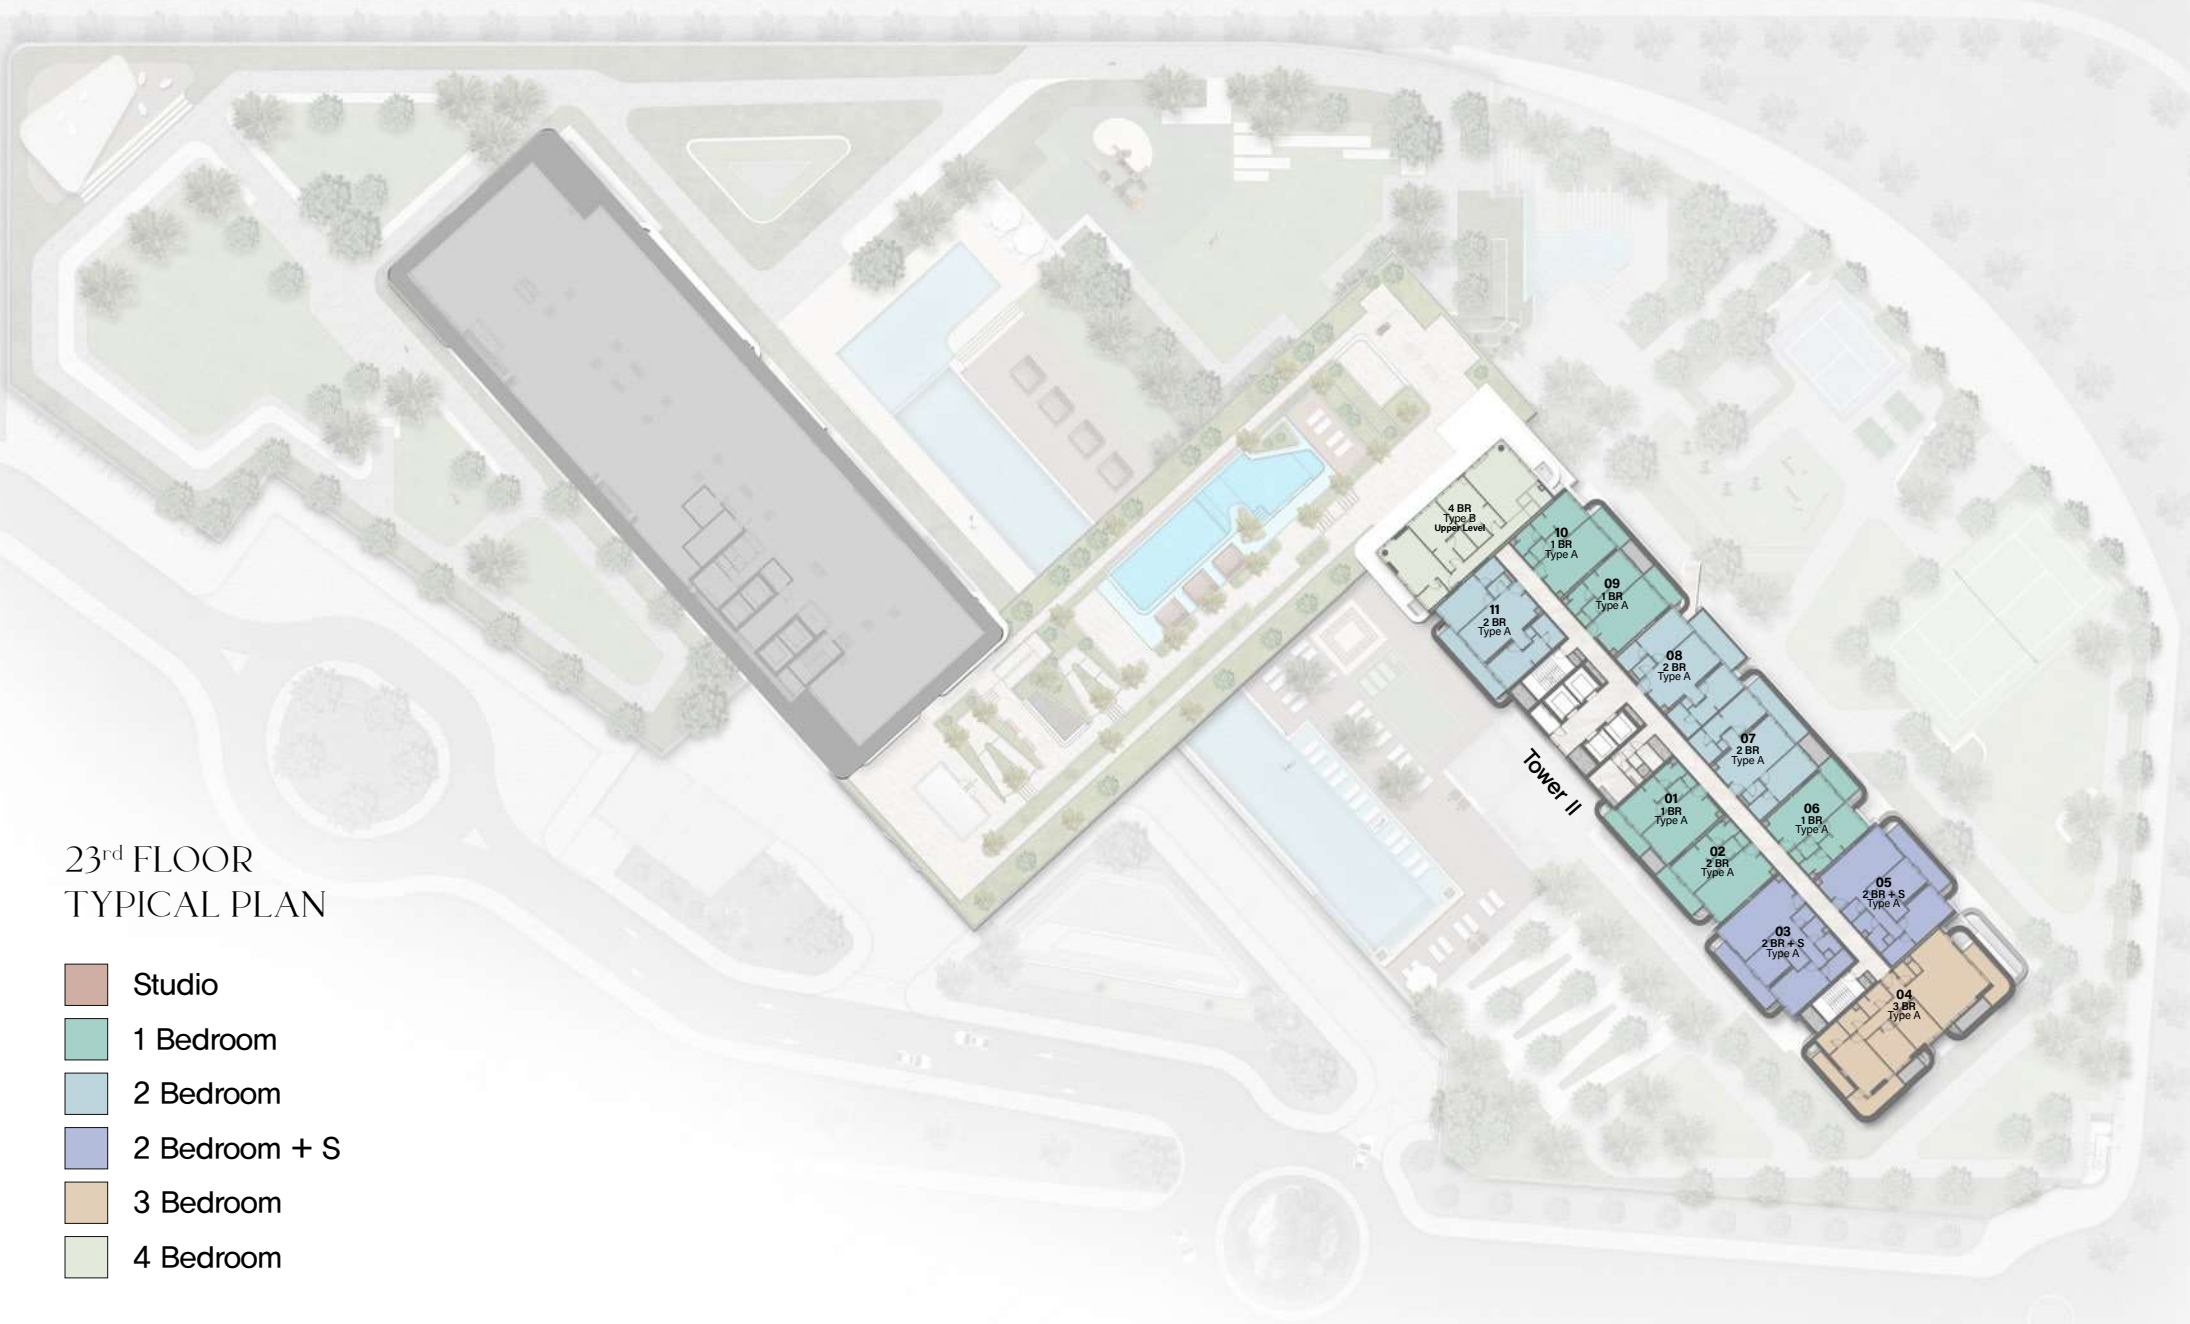 4 BR
Type B
Upper Level
10
1 BR
Type A
09
1 BR
Type A
11
2 BR
Type A
08
2 BR
Type A
07
2 BR
Type A
Tower II
01
1 BR
Type A
06
1 BR
Type A
02
2 BR
Type A
05
2 BR + S
Type A
03
2 BR + S
Type A
04
3 BR
Type A
23rd FLOOR
TYPICAL PLAN
Studio
1 Bedroom
2 Bedroom
2 Bedroom + S
3 Bedroom
4 Bedroom